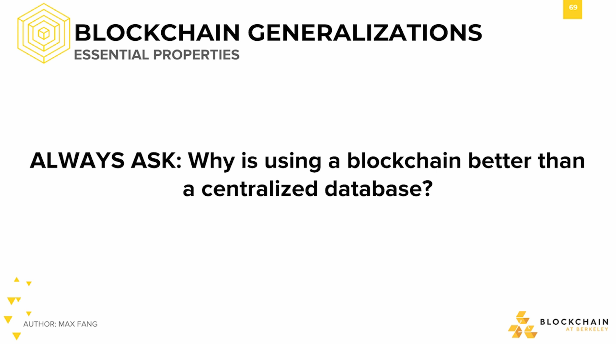 69
BLOCKCHAIN GENERALIZATIONS
ESSENTIAL PROPERTIES
ALWAYS ASK: Why is using a blockchain better than
a centralized database?
AUTHOR: MAX FANG
BLOCKCHAIN
AT BERKELEY